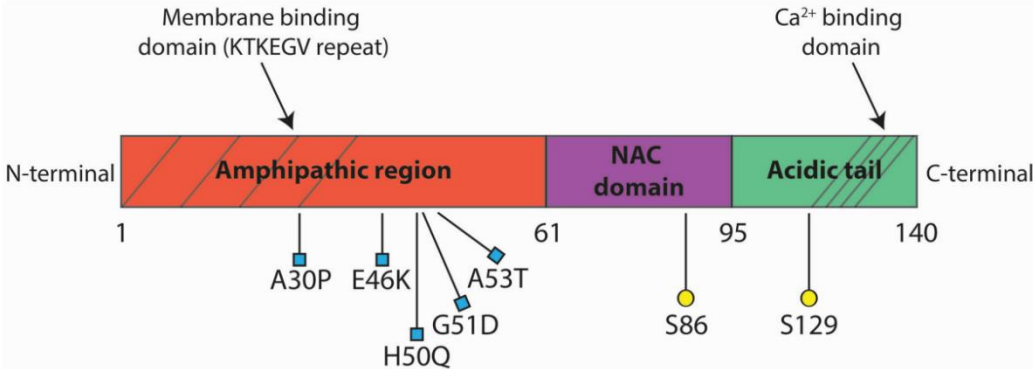 Membrane binding
domain (KTKEGV repeat)
Ca²⁺ binding
domain
N-terminal
Amphipathic region
NAC
domain
Acidic tail
C-terminal
1
61
95
140
A30P
E46K
A53T
G51D
H50Q
S86
S129